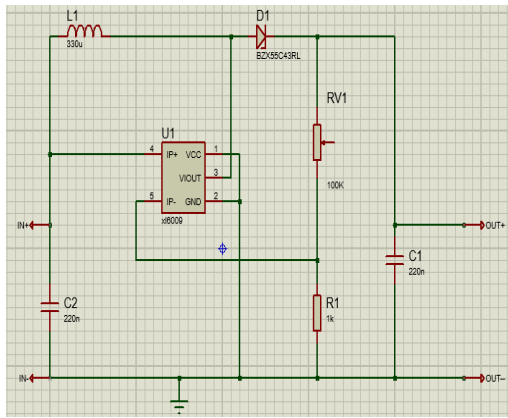 L1
330u
D1
BZX55C43RL
RV1
100K
U1
4 IP+ VCC 1
VIOUT 3
5 IP- GND 2
xl6009
IN+
OUT+
C1
220n
C2
220n
R1
1k
IN-
OUT-